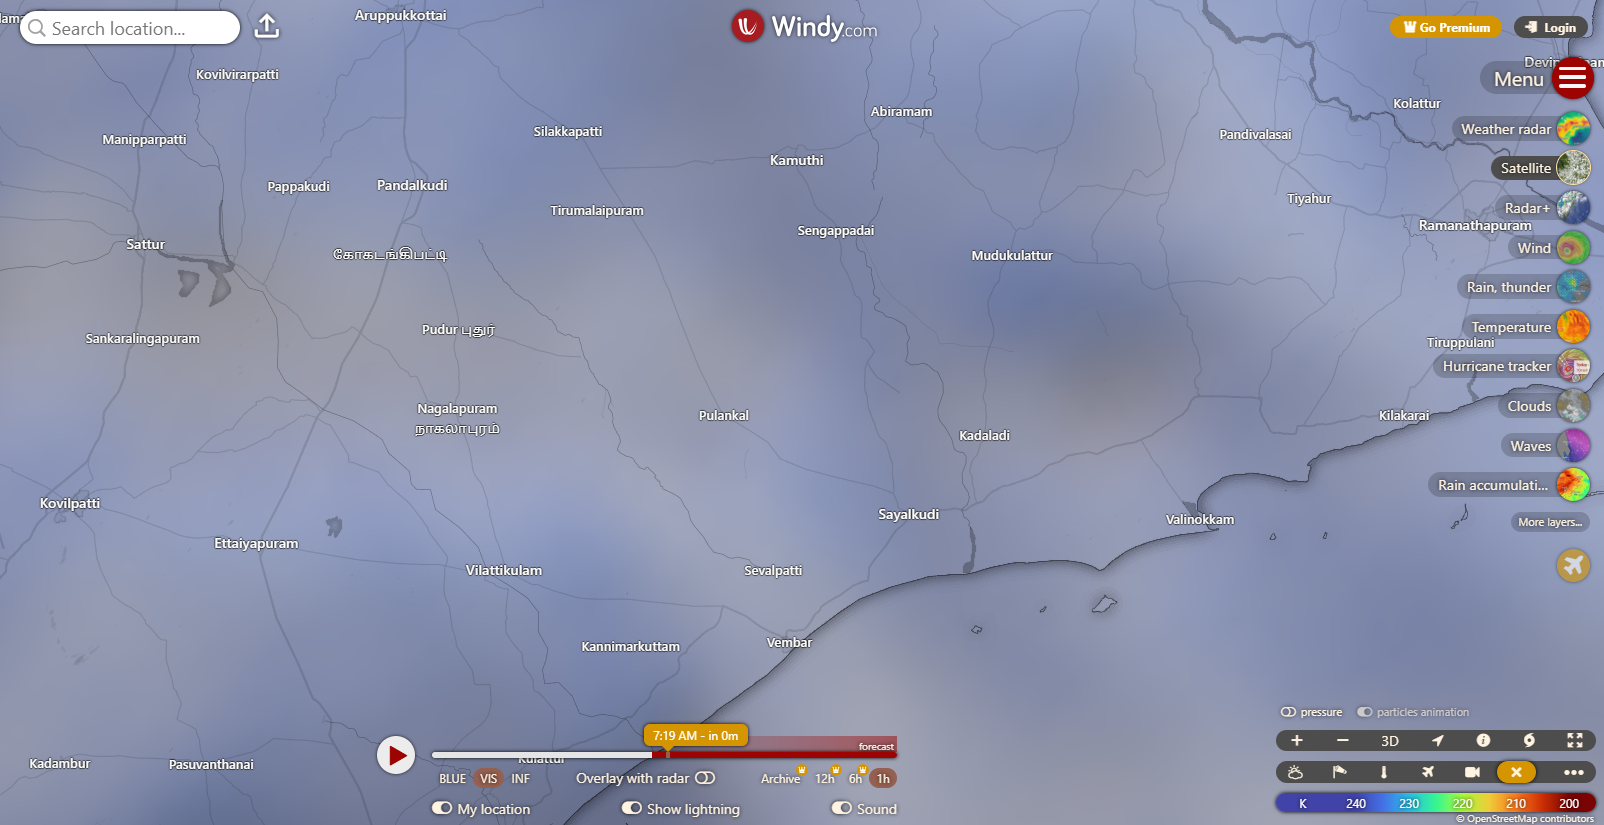 Search location...
Windy.com
Go Premium
Login
Menu
Weather radar
Satellite
Radar+
Wind
Rain, thunder
Temperature
Hurricane tracker
Clouds
Waves
Rain accumulati...
More layers...
Aruppukkottai
Kovilvirarpatti
Abiramam
Kolattur
Silakkapatti
Pandivalasai
Manipparpatti
Kamuthi
Pappakudi
Pandalkudi
Tirumalaipuram
Tiyahur
Ramanathapuram
Sengappadai
Sattur
கோகடங்கிபட்டி
Mudukulattur
Pudur புதுர்
Sankaralingapuram
Tiruppulani
Nagalapuram
நாகலாபுரம்
Pulankal
Kilakarai
Kadaladi
Kovilpatti
Sayalkudi
Valinokkam
Ettaiyapuram
Vilattikulam
Sevalpatti
Kannimarkuttam
Vembar
Kadambur
Pasuvanthanai
Kulattur
7:19 AM - in 0m
forecast
BLUE VIS INF
Overlay with radar
Archive 12h 6h 1h
My location
Show lightning
Sound
pressure
particles animation
3D
K 240 230 220 210 200
© OpenStreetMap contributors